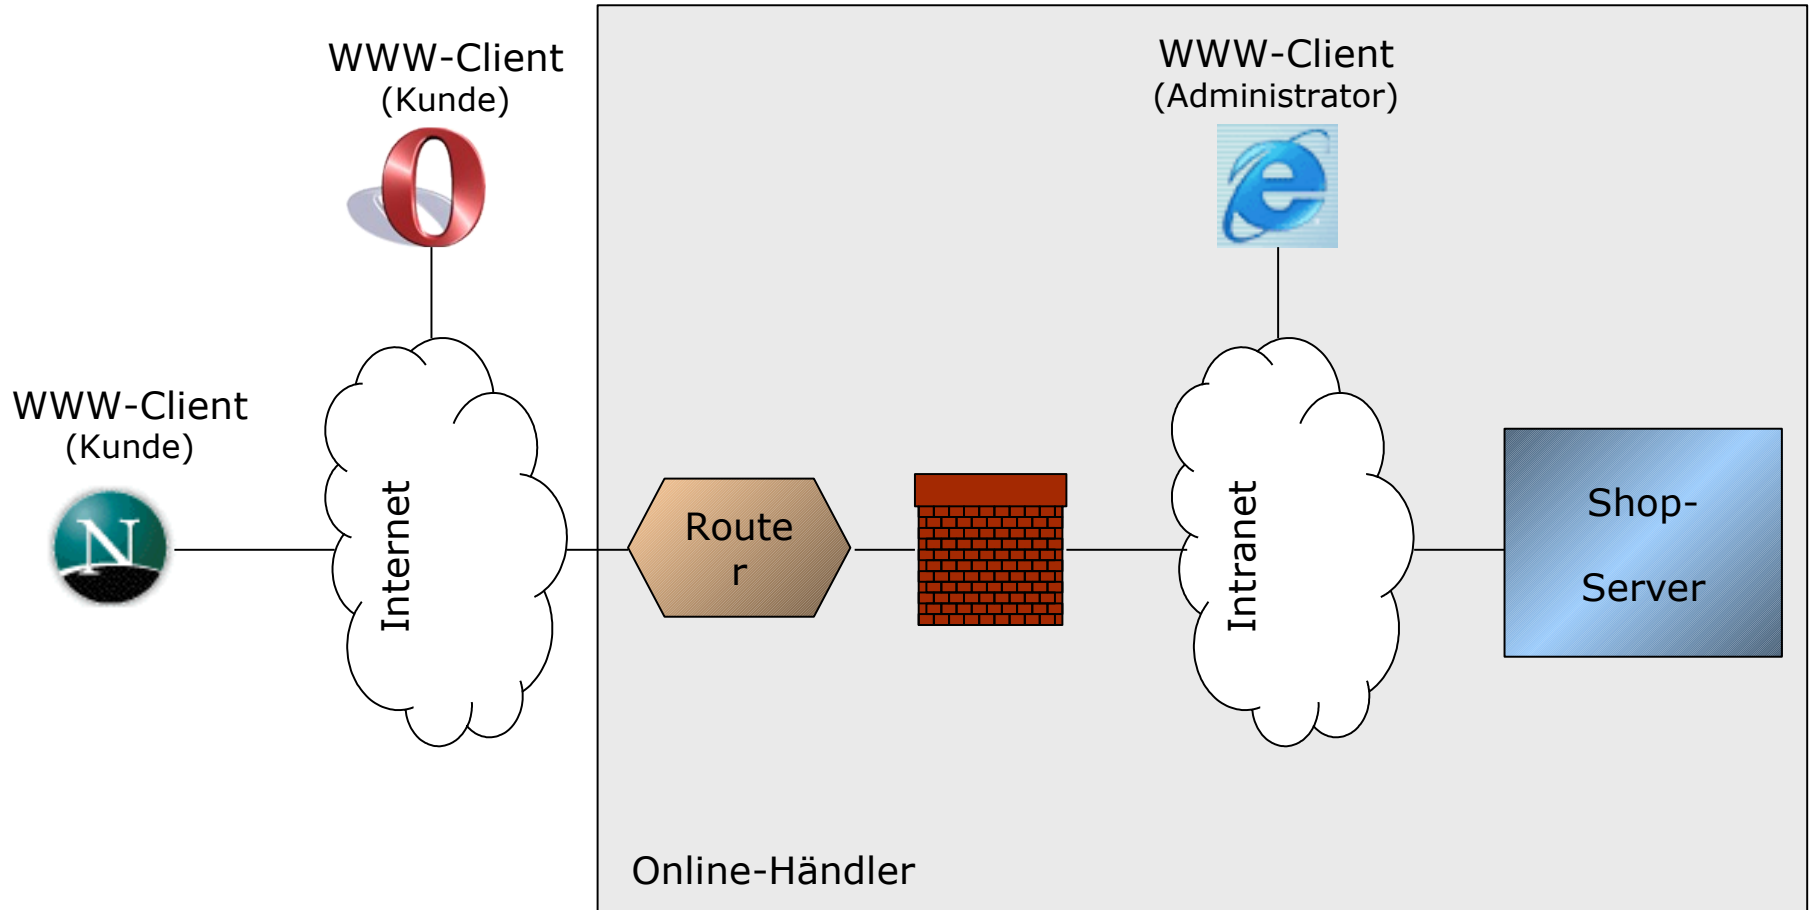 WWW-Client
(Kunde)
WWW-Client
(Administrator)
WWW-Client
(Kunde)
N
Internet
Route
r
Intranet
Shop-
Server
Online-Händler